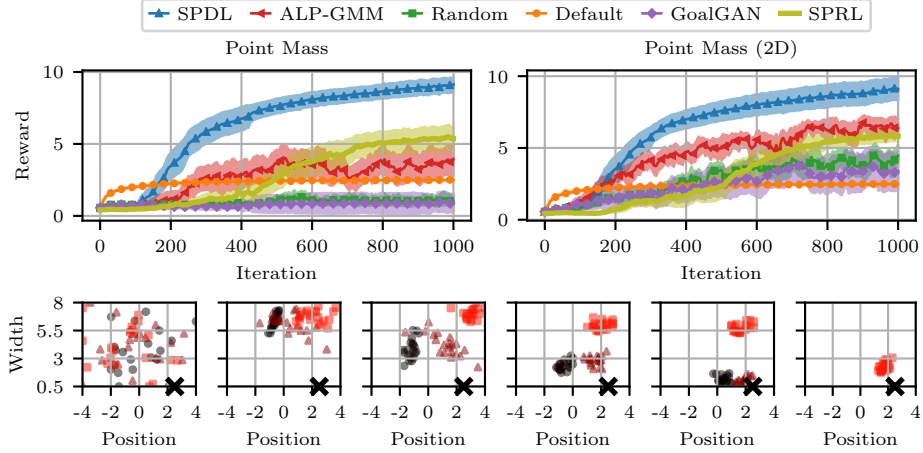 SPDL ALP-GMM Random Default GoalGAN SPRL
Point Mass Point Mass (2D)
10 10
Reward
5 5
0 0
0 200 400 600 800 1000 0 200 400 600 800 1000
Iteration Iteration
Width
8
5.5
3
0.5
-4 -2 0 2 4 -4 -2 0 2 4 -4 -2 0 2 4 -4 -2 0 2 4 -4 -2 0 2 4 -4 -2 0 2 4
Position Position Position Position Position Position